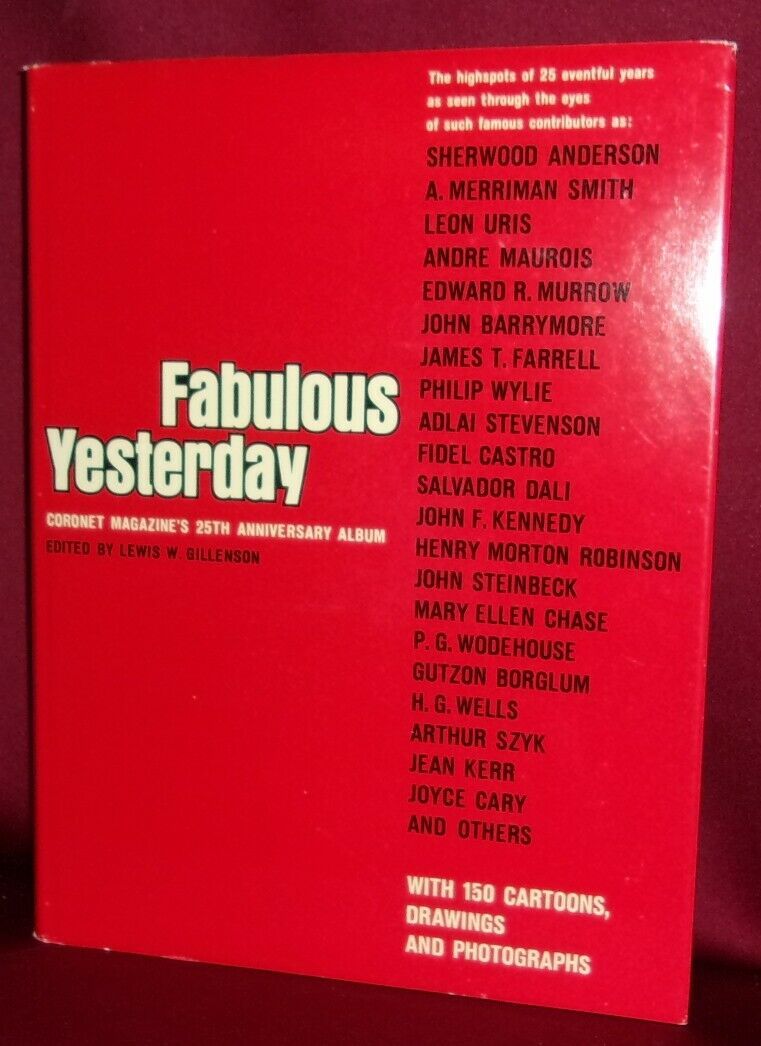 The highspots of 25 eventful years
as seen through the eyes
of such famous contributors as:
SHERWOOD ANDERSON
A. MERRIMAN SMITH
LEON URIS
ANDRE MAUROIS
EDWARD R. MURROW
JOHN BARRYMORE
JAMES T. FARRELL
PHILIP WYLIE
ADLAI STEVENSON
FIDEL CASTRO
SALVADOR DALI
JOHN F. KENNEDY
HENRY MORTON ROBINSON
JOHN STEINBECK
MARY ELLEN CHASE
P. G. WODEHOUSE
GUTZON BORGLUM
H. G. WELLS
ARTHUR SZYK
JEAN KERR
JOYCE CARY
AND OTHERS
Fabulous
Yesterday
CORONET MAGAZINE'S 25TH ANNIVERSARY ALBUM
EDITED BY LEWIS W. GILLENSON
WITH 150 CARTOONS,
DRAWINGS
AND PHOTOGRAPHS